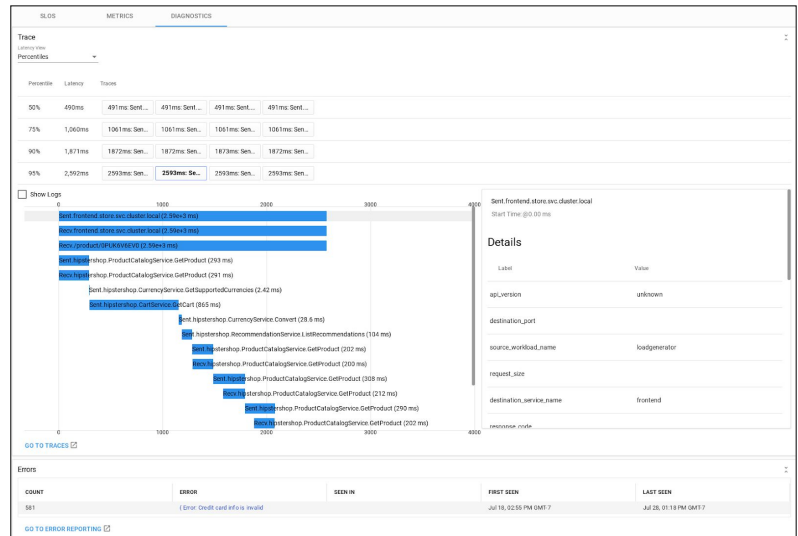 SLOS METRICS DIAGNOSTICS
Trace
Latency View
Percentiles
Percentile Latency Traces
50% 490ms 491ms: Sent.... 491ms: Sent.... 491ms: Sent.... 491ms: Sent....
75% 1,060ms 1061ms: Sen... 1061ms: Sen... 1061ms: Sen... 1061ms: Sen...
90% 1,871ms 1872ms: Sen... 1872ms: Sen... 1873ms: Sen... 1872ms: Sen...
95% 2,592ms 2593ms: Sen... 2593ms: Se... 2593ms: Sen... 2593ms: Sen...
Show Logs
0 1000 2000 3000 4000
Sent.frontend.store.svc.cluster.local (2.59e+3 ms)
Recv.frontend.store.svc.cluster.local (2.59e+3 ms)
Recv./product/0PUK6V6EV0 (2.59e+3 ms)
Sent.hipstershop.ProductCatalogService.GetProduct (293 ms)
Recv.hipstershop.ProductCatalogService.GetProduct (291 ms)
Sent.hipstershop.CurrencyService.GetSupportedCurrencies (2.42 ms)
Sent.hipstershop.CartService.GetCart (865 ms)
Sent.hipstershop.CurrencyService.Convert (28.6 ms)
Sent.hipstershop.RecommendationService.ListRecommendations (104 ms)
Sent.hipstershop.ProductCatalogService.GetProduct (202 ms)
Recv.hipstershop.ProductCatalogService.GetProduct (200 ms)
Sent.hipstershop.ProductCatalogService.GetProduct (308 ms)
Recv.hipstershop.ProductCatalogService.GetProduct (212 ms)
Sent.hipstershop.ProductCatalogService.GetProduct (290 ms)
Recv.hipstershop.ProductCatalogService.GetProduct (202 ms)
0 1000 2000 3000 4000
GO TO TRACES
Sent.frontend.store.svc.cluster.local
Start Time:@0.00 ms
Details
Label Value
api_version unknown
destination_port
source_workload_name loadgenerator
request_size
destination_service_name frontend
response_code
Errors
COUNT ERROR SEEN IN FIRST SEEN LAST SEEN
581 ( Error: Credit card info is invalid Jul 18, 02:55 PM GMT-7 Jul 28, 01:18 PM GMT-7
GO TO ERROR REPORTING